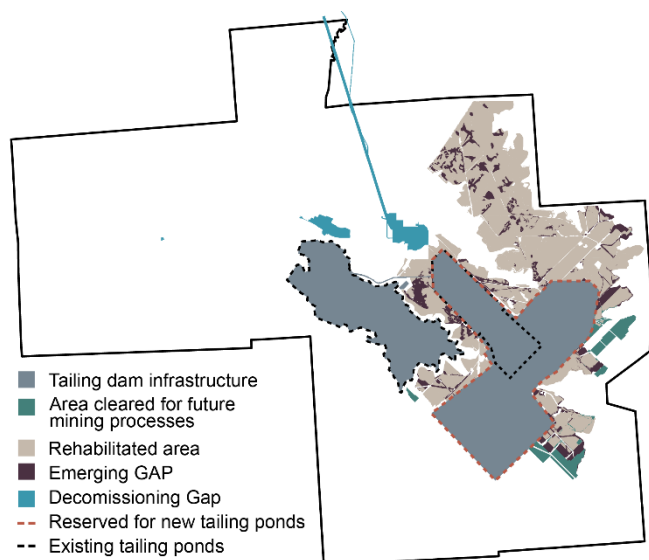 Tailing dam infrastructure
Area cleared for future
mining processes
Rehabilitated area
Emerging GAP
Decomissioning Gap
Reserved for new tailing ponds
Existing tailing ponds